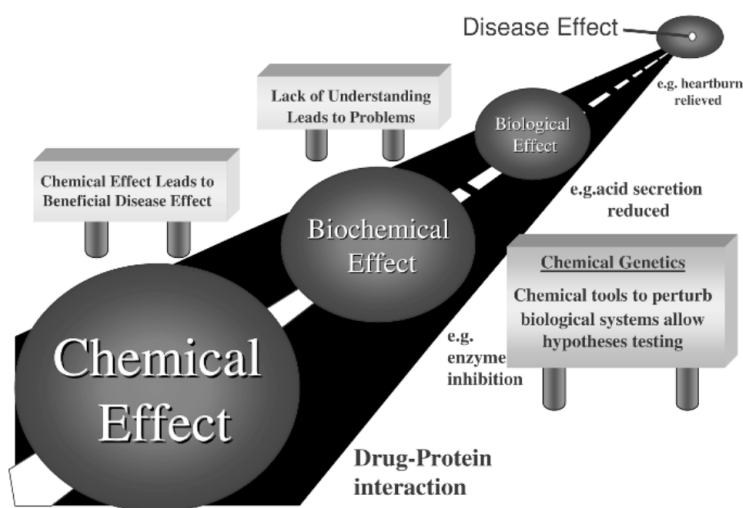 Disease Effect
e.g. heartburn
relieved
Lack of Understanding
Leads to Problems
Biological
Effect
Chemical Effect Leads to
Beneficial Disease Effect
e.g.acid secretion
reduced
Biochemical
Effect
Chemical Genetics
Chemical tools to perturb
biological systems allow
hypotheses testing
e.g.
enzyme
inhibition
Chemical
Effect
Drug-Protein
interaction